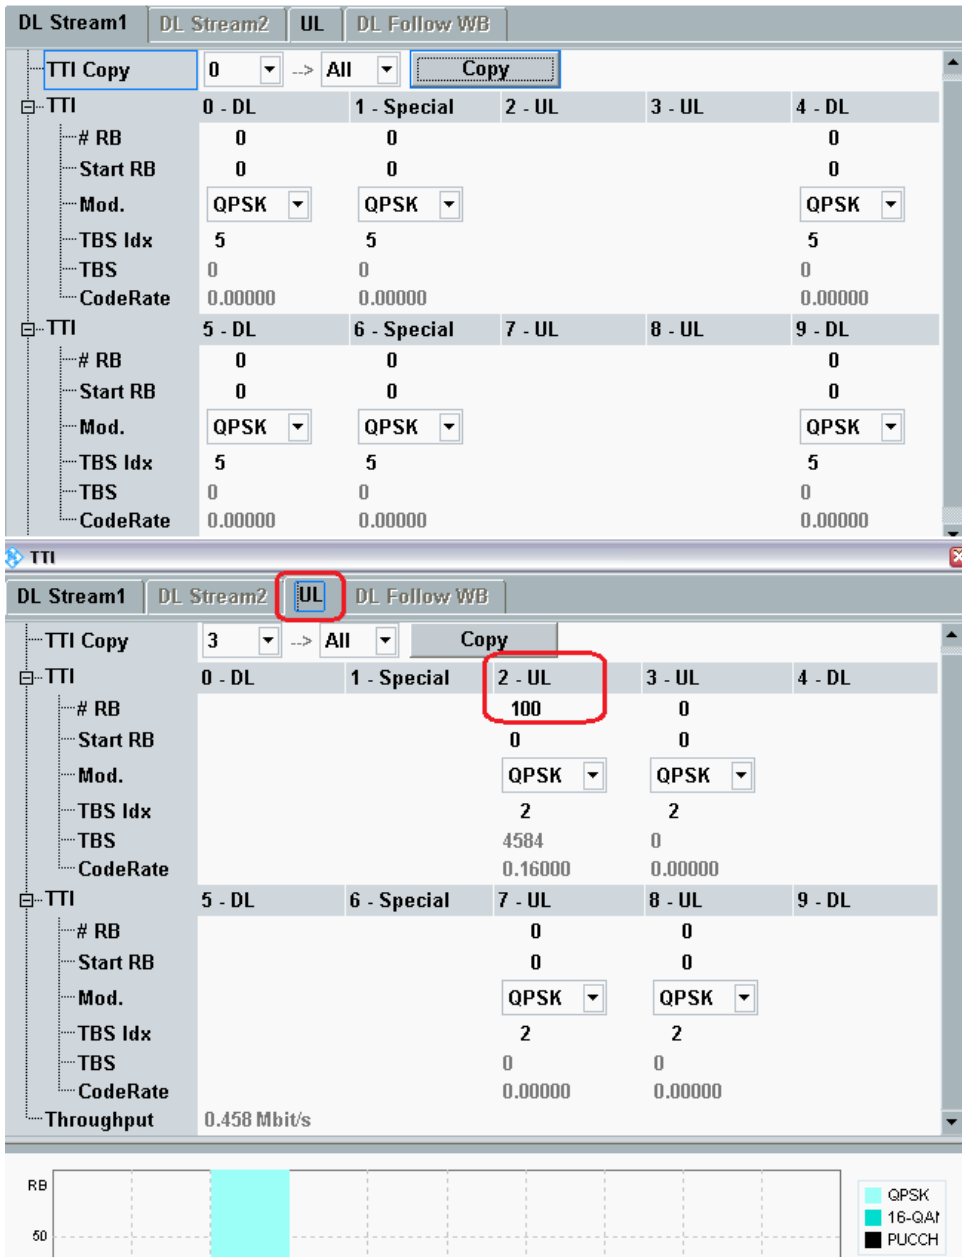 DL Stream1 DL Stream2 UL DL Follow WB
TTI Copy 0 --> All Copy
TTI 0 - DL 1 - Special 2 - UL 3 - UL 4 - DL
# RB 0 0 0
Start RB 0 0 0
Mod. QPSK QPSK QPSK
TBS Idx 5 5 5
TBS 0 0 0
CodeRate 0.00000 0.00000 0.00000
TTI 5 - DL 6 - Special 7 - UL 8 - UL 9 - DL
# RB 0 0 0
Start RB 0 0 0
Mod. QPSK QPSK QPSK
TBS Idx 5 5 5
TBS 0 0 0
CodeRate 0.00000 0.00000 0.00000
TTI
DL Stream1 DL Stream2 UL DL Follow WB
TTI Copy 3 --> All Copy
TTI 0 - DL 1 - Special 2 - UL 3 - UL 4 - DL
# RB 100 0
Start RB 0 0
Mod. QPSK QPSK
TBS Idx 2 2
TBS 4584 0
CodeRate 0.16000 0.00000
TTI 5 - DL 6 - Special 7 - UL 8 - UL 9 - DL
# RB 0 0
Start RB 0 0
Mod. QPSK QPSK
TBS Idx 2 2
TBS 0 0
CodeRate 0.00000 0.00000
Throughput 0.458 Mbit/s
RB
50
QPSK
16-QAM
PUCCH